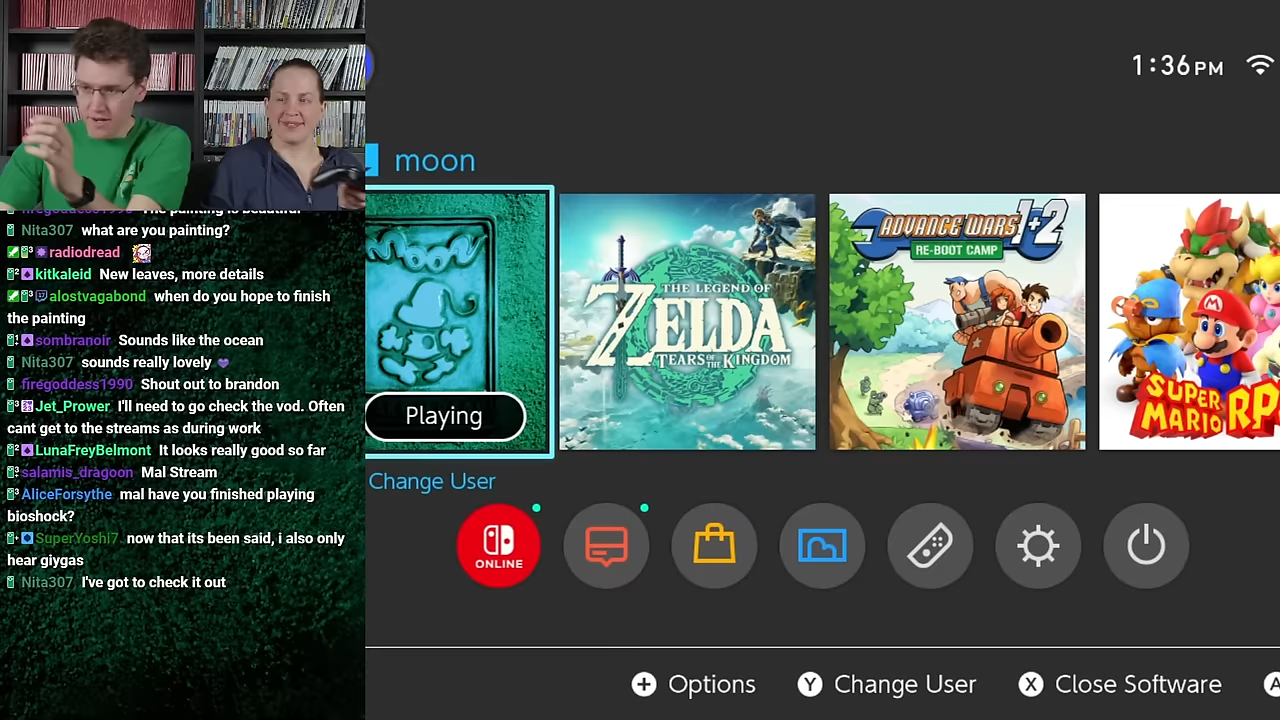 1:36 PM
moon
moon
Playing
THE LEGEND OF
ZELDA
TEARS OF THE KINGDOM
ADVANCE WARS 1+2
RE-BOOT CAMP
SUPER
MARIO RP
Change User
ONLINE
+ Options
Y Change User
X Close Software
A
firegoddess1990 The painting is beautiful
Nita307 what are you painting?
radiodread
kitkaleid New leaves, more details
alostvagabond when do you hope to finish
the painting
sombranoir Sounds like the ocean
Nita307 sounds really lovely
firegoddess1990 Shout out to brandon
Jet_Prower I'll need to go check the vod. Often
cant get to the streams as during work
LunaFreyBelmont It looks really good so far
salamis_dragoon Mal Stream
AliceForsythe mal have you finished playing
bioshock?
SuperYoshi7 now that its been said, i also only
hear giygas
Nita307 I've got to check it out